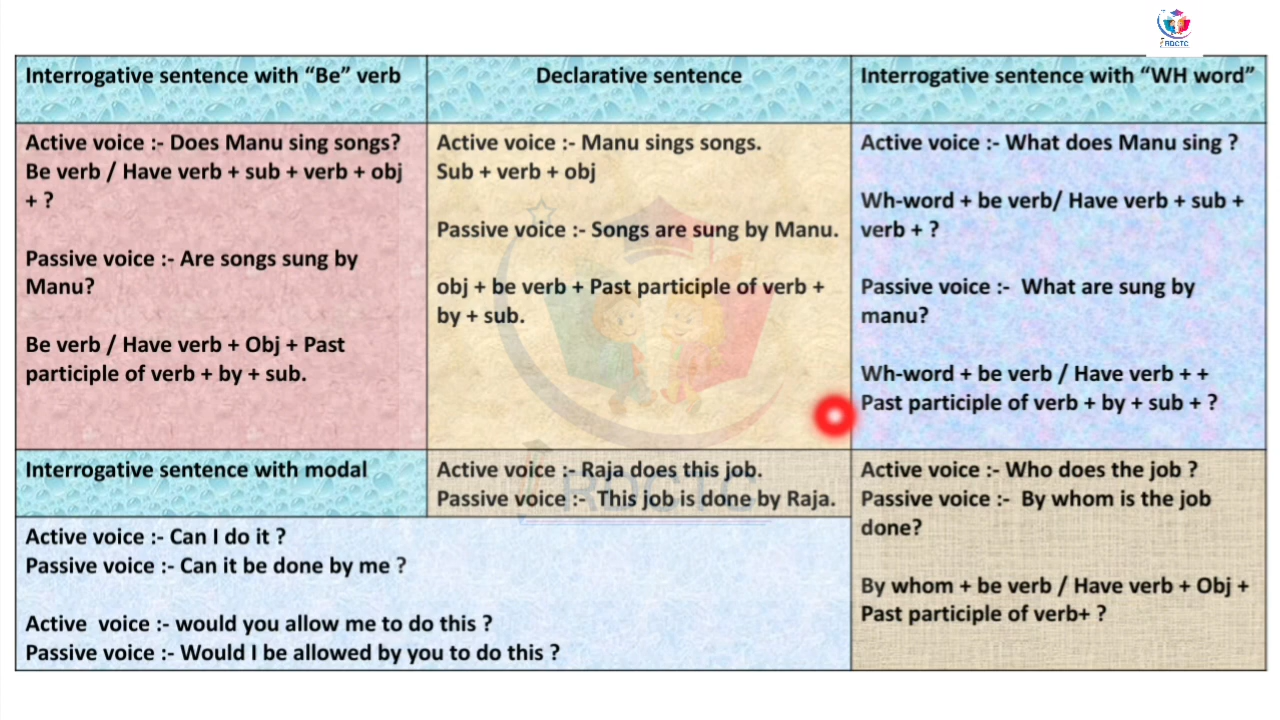 RDCTC
Interrogative sentence with “Be” verb
Declarative sentence
Interrogative sentence with “WH word”
Active voice :- Does Manu sing songs?
Be verb / Have verb + sub + verb + obj
+ ?
Passive voice :- Are songs sung by
Manu?
Be verb / Have verb + Obj + Past
participle of verb + by + sub.
Active voice :- Manu sings songs.
Sub + verb + obj
Passive voice :- Songs are sung by Manu.
obj + be verb + Past participle of verb +
by + sub.
Active voice :- What does Manu sing ?
Wh-word + be verb/ Have verb + sub +
verb + ?
Passive voice :- What are sung by
manu?
Wh-word + be verb / Have verb + +
Past participle of verb + by + sub + ?
Interrogative sentence with modal
Active voice :- Raja does this job.
Passive voice :- This job is done by Raja.
Active voice :- Who does the job ?
Passive voice :- By whom is the job
done?
By whom + be verb / Have verb + Obj +
Past participle of verb+ ?
Active voice :- Can I do it ?
Passive voice :- Can it be done by me ?
Active voice :- would you allow me to do this ?
Passive voice :- Would I be allowed by you to do this ?
RDCTC